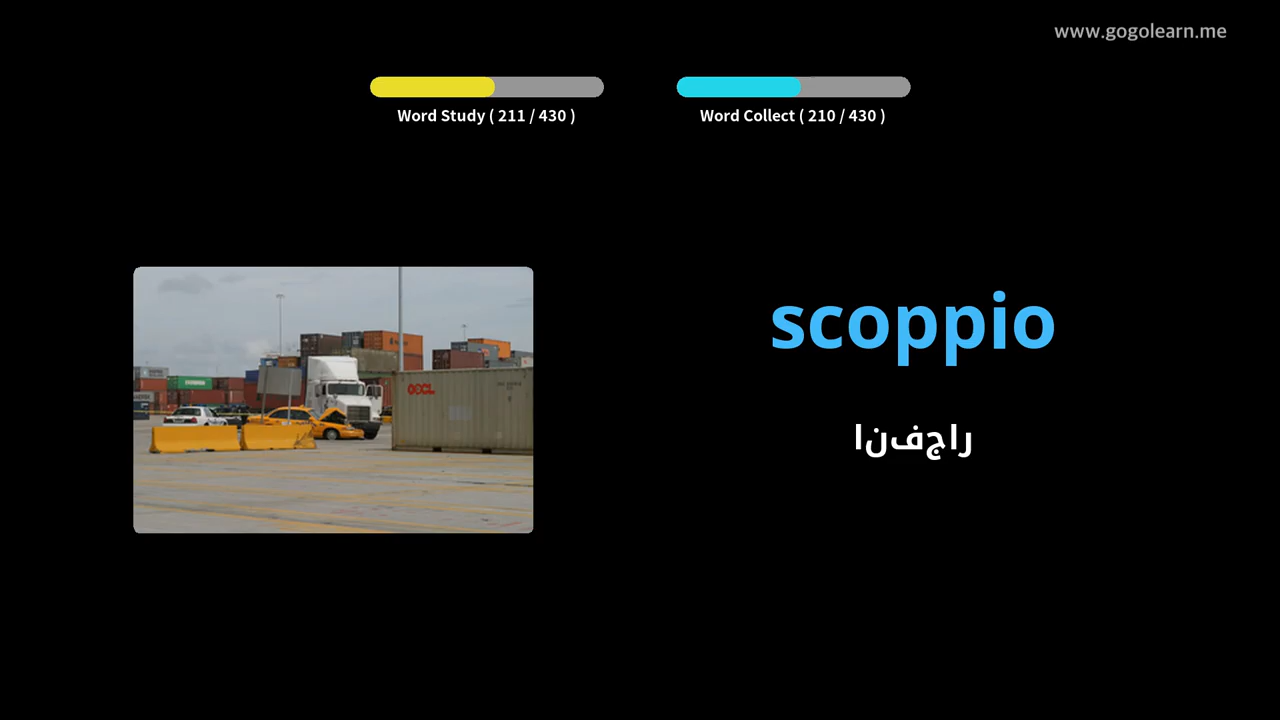 www.gogolearn.me
Word Study ( 211 / 430 )
Word Collect ( 210 / 430 )
scoppio
انفجار
OOCL